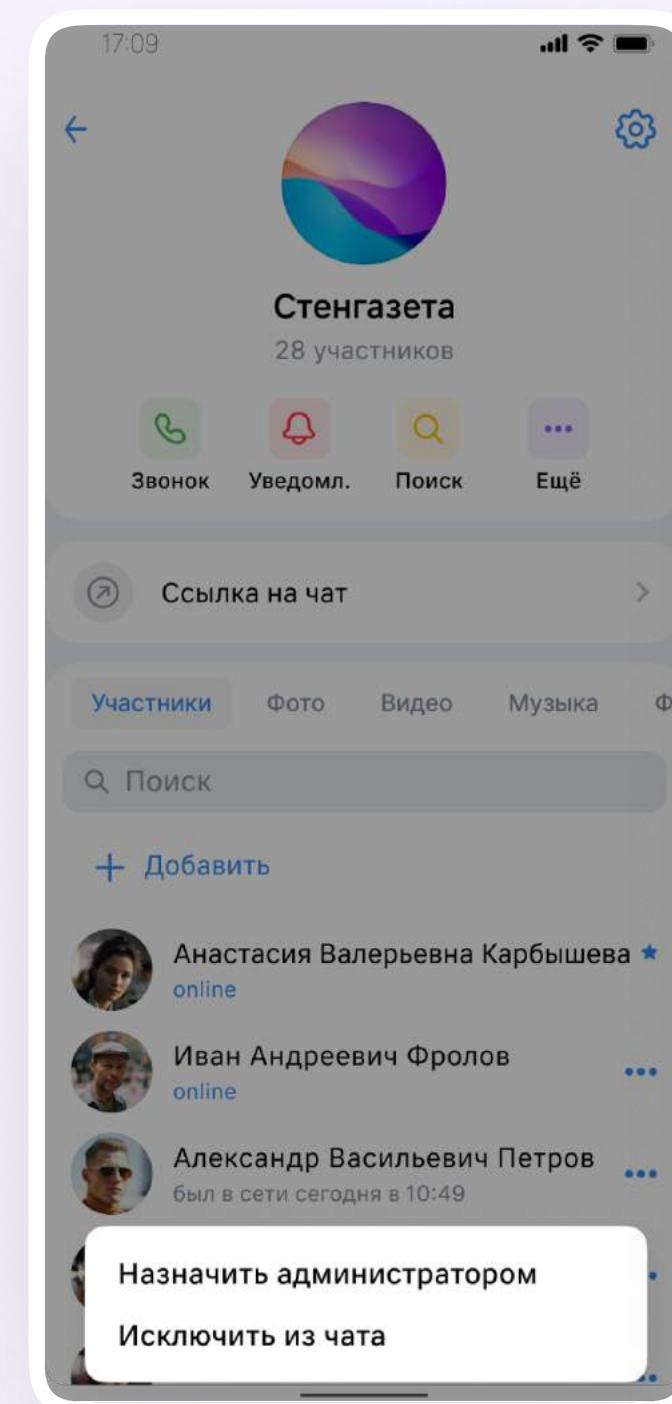 17:09
Стенгазета
28 участников
Звонок Уведомл. Поиск Ещё
Ссылка на чат
Участники Фото Видео Музыка Ф
Поиск
Добавить
Анастасия Валерьевна Карбышева
online
Иван Андреевич Фролов
online
Александр Васильевич Петров
был в сети сегодня в 10:49
Назначить администратором
Исключить из чата